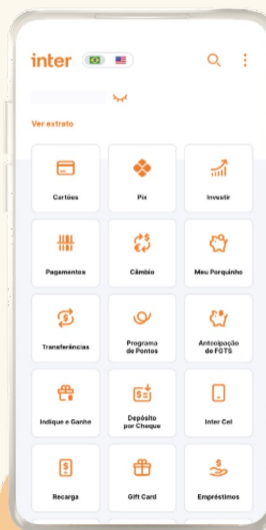 inter
Ver extrato
Cartões
Pix
Investir
Pagamentos
Câmbio
Meu Porquinho
Transferências
Programa
de Pontos
Antecipação
de FGTS
Indique e Ganhe
Depósito
por Cheque
Inter Cel
Recarga
Gift Card
Empréstimos